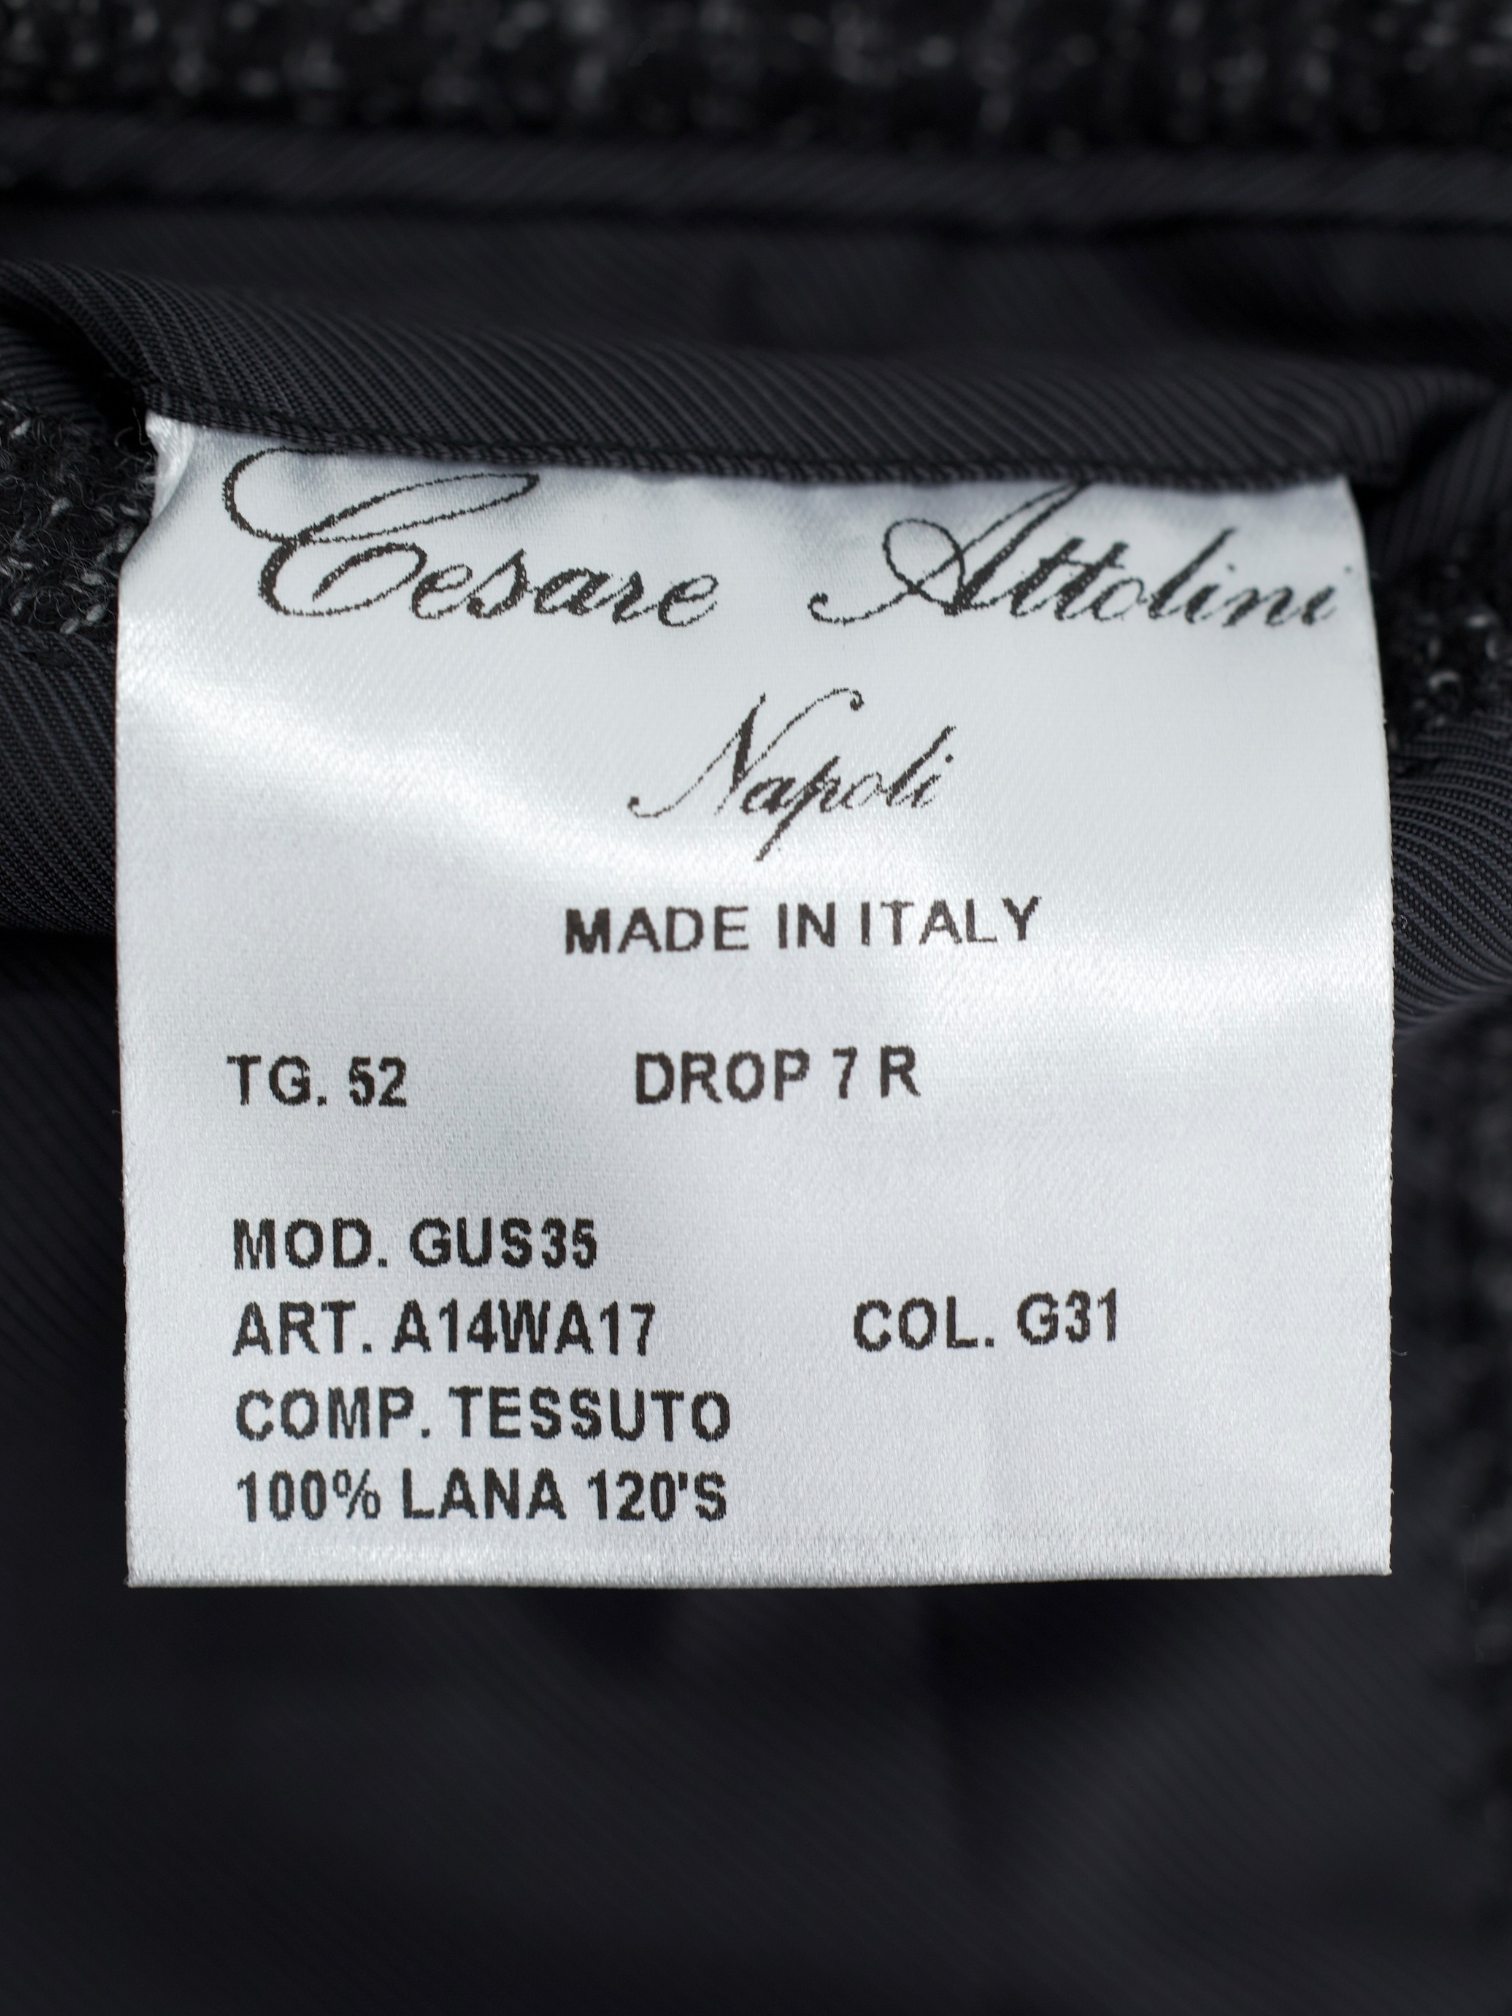 Cesare Attolini
Napoli
MADE IN ITALY
TG. 52 DROP 7 R
MOD. GUS35
ART. A14WA17 COL. G31
COMP. TESSUTO
100% LANA 120'S